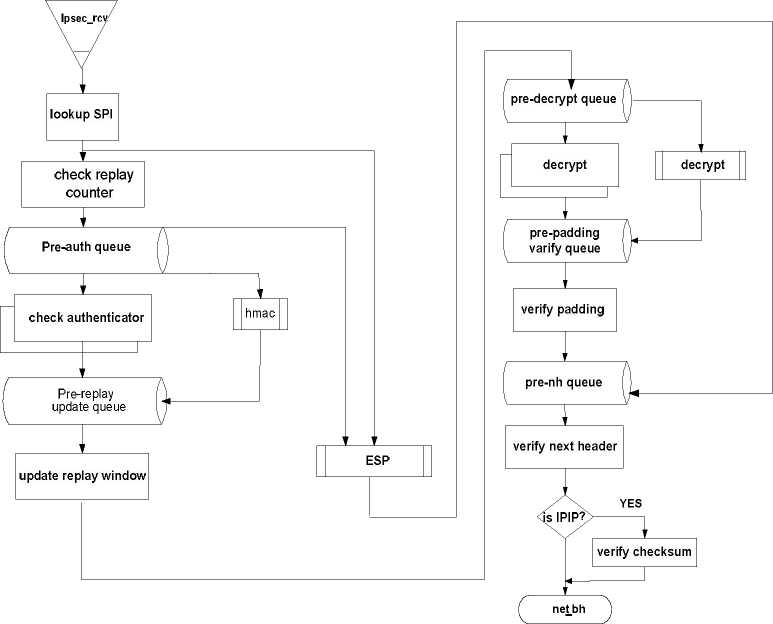 Ipsec_rcv
lookup SPI
check replay
counter
Pre-auth queue
check authenticator
hmac
Pre-replay
update queue
update replay window
ESP
pre-decrypt queue
decrypt
decrypt
pre-padding
varify queue
verify padding
pre-nh queue
verify next header
is IPIP?
YES
verify checksum
net_bh